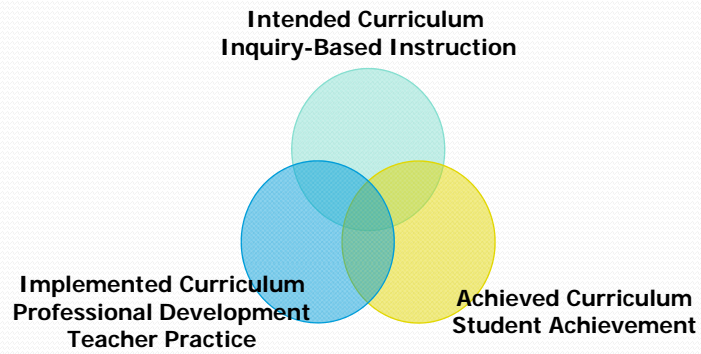 Intended Curriculum
Inquiry-Based Instruction
Implemented Curriculum
Professional Development
Teacher Practice
Achieved Curriculum
Student Achievement